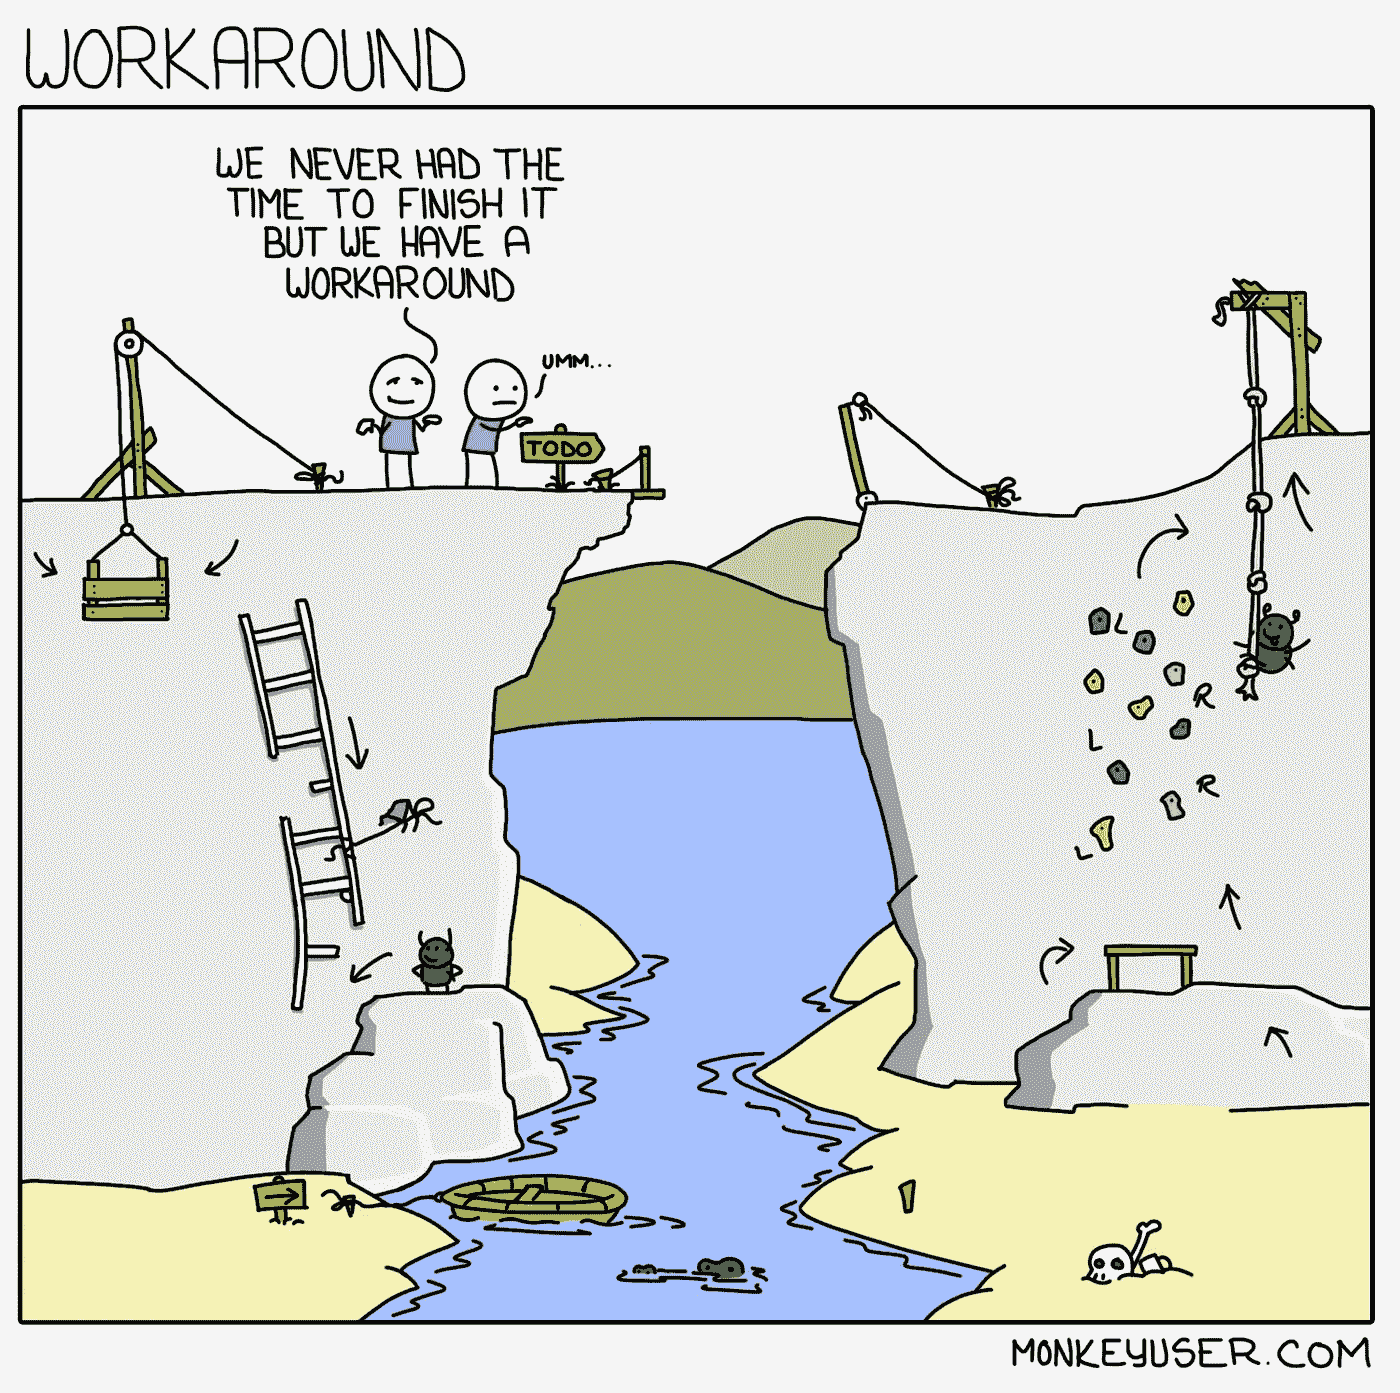 WORKAROUND
WE NEVER HAD THE
TIME TO FINISH IT
BUT WE HAVE A
WORKAROUND
UMM...
TODO
L
R
L
R
L
MONKEYUSER.COM